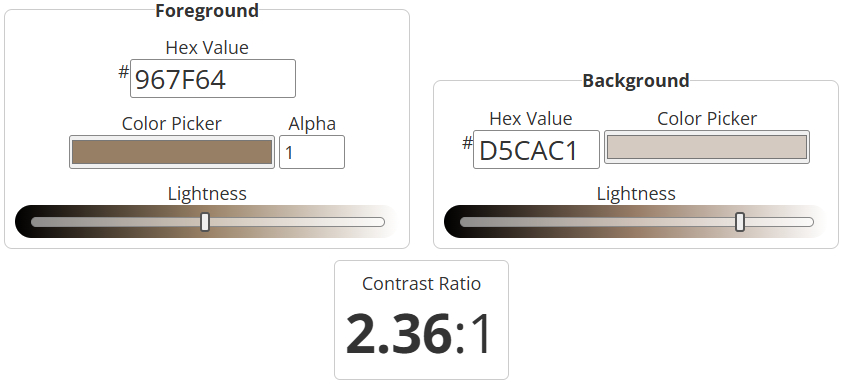 Foreground
Hex Value
#967F64
Color Picker Alpha
1
Lightness
Background
Hex Value Color Picker
#D5CAC1
Lightness
Contrast Ratio
2.36:1